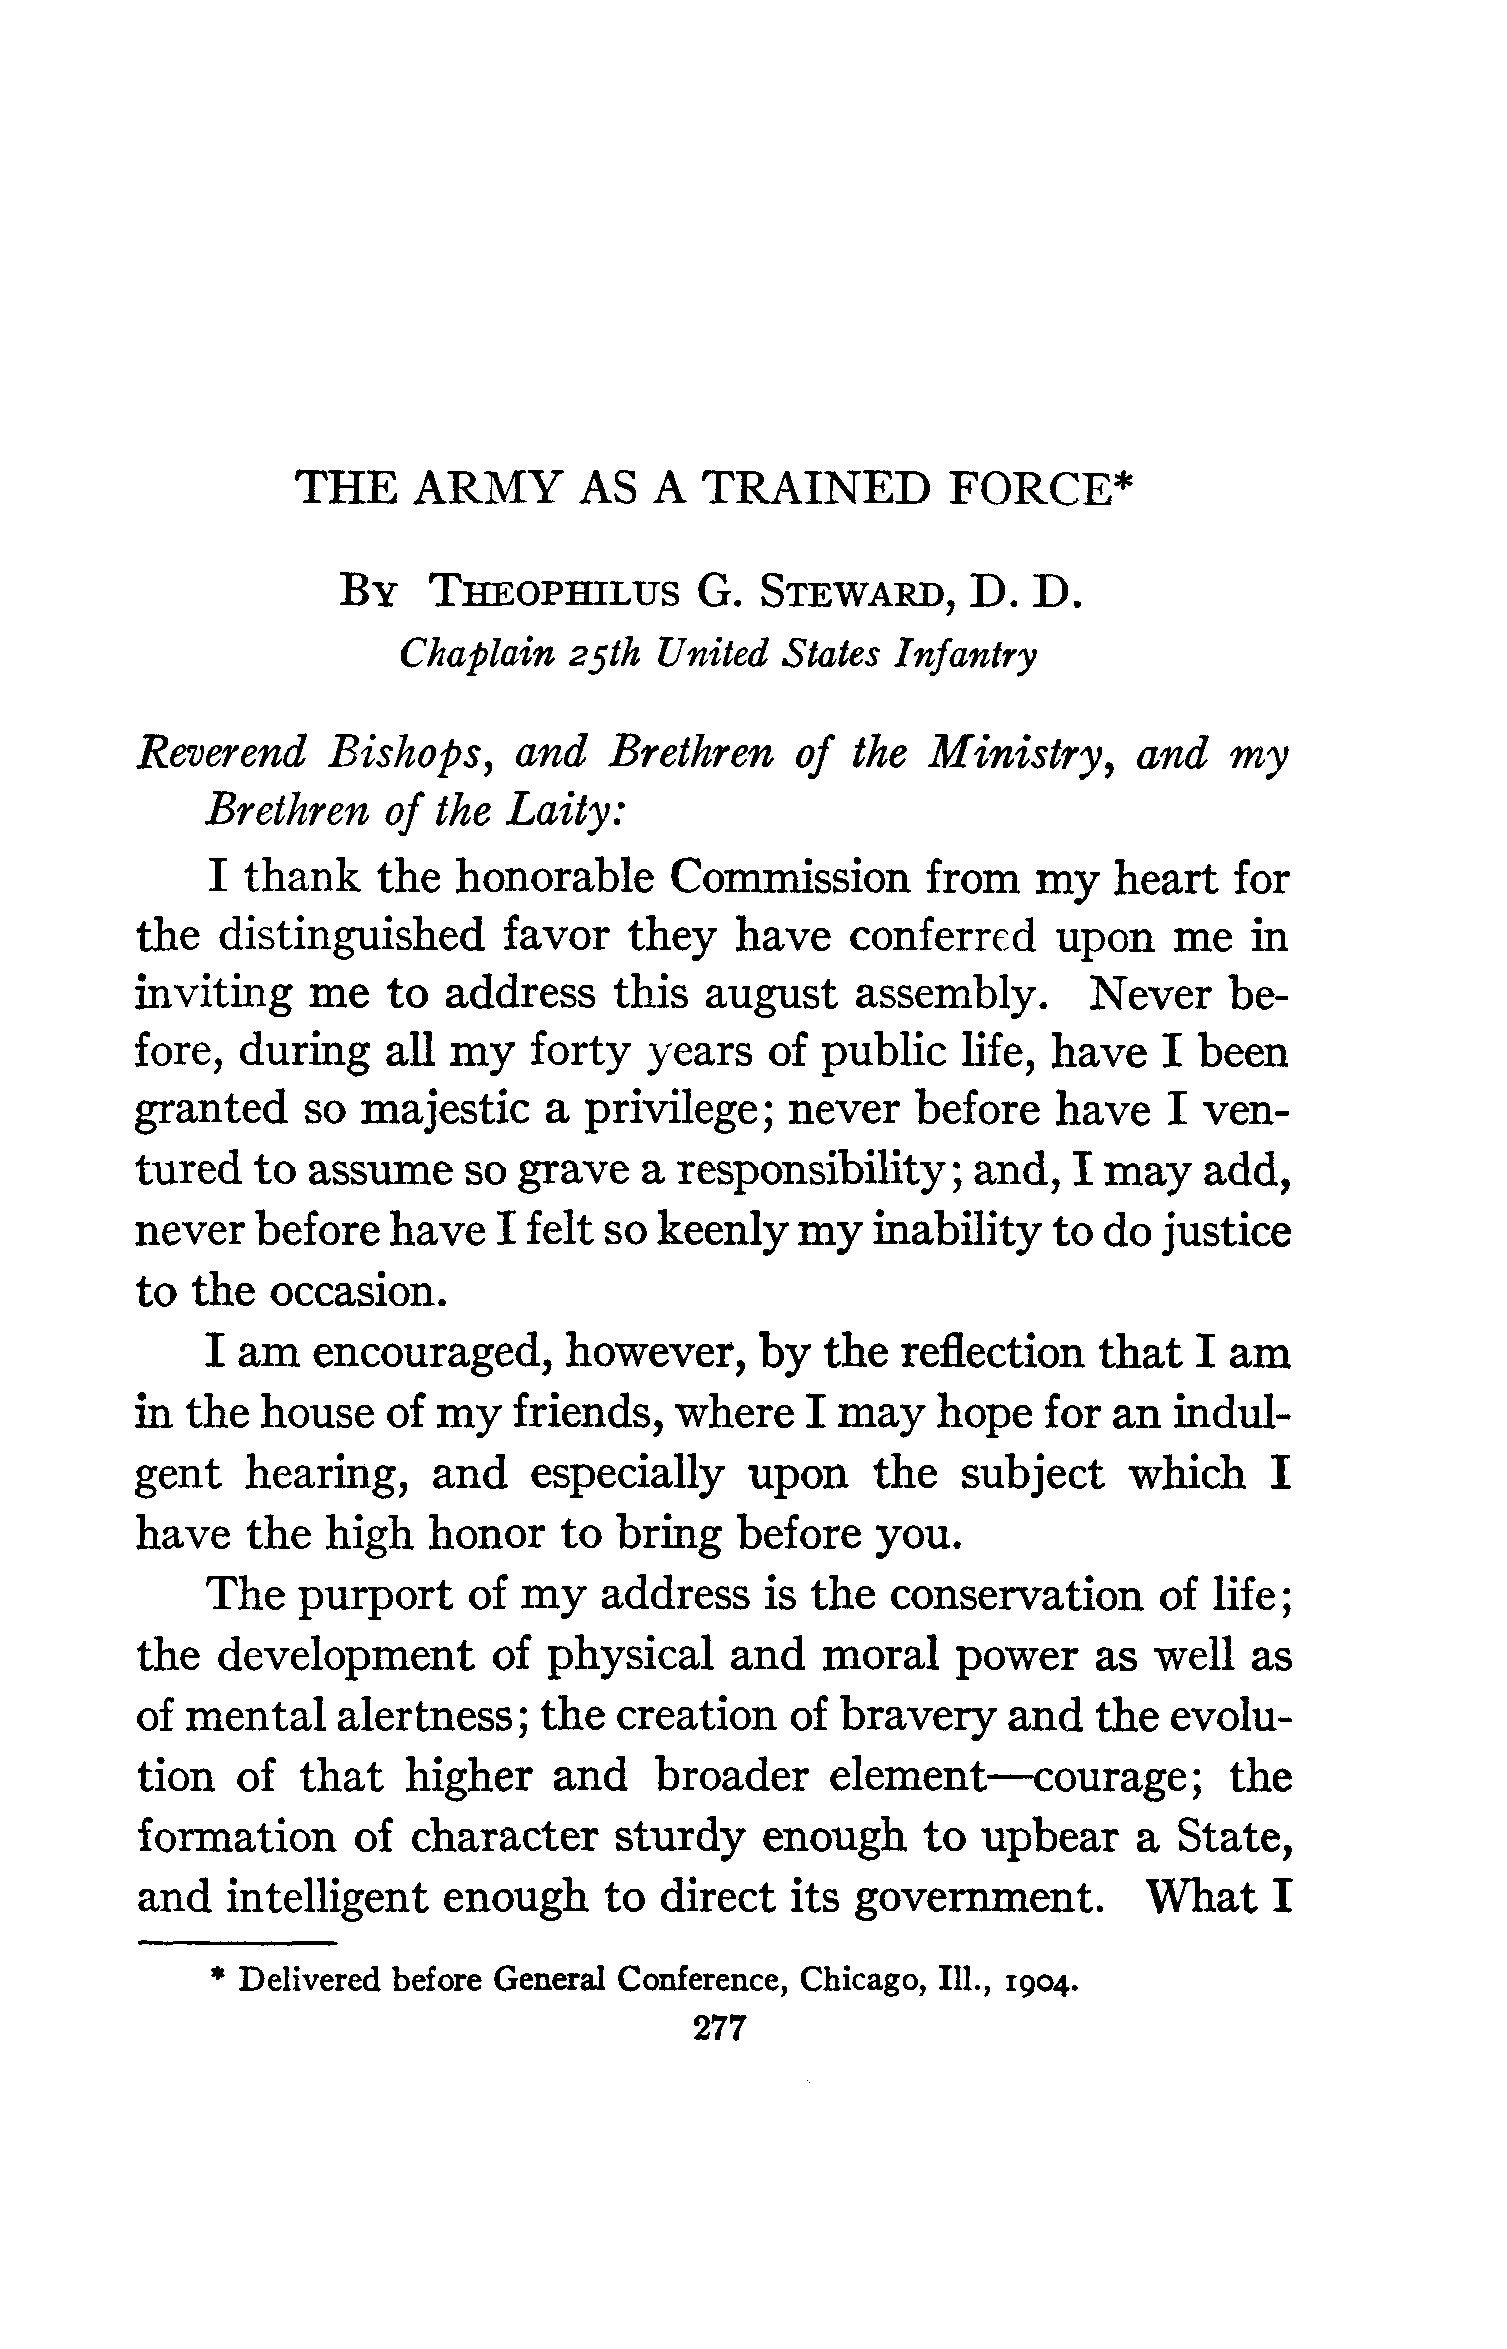 THE ARMY AS A TRAINED FORCE*
BY THEOPHILUS G. STEWARD, D. D.
Chaplain 25th United States Infantry
Reverend Bishops, and Brethren of the Ministry, and my
Brethren of the Laity:
I thank the honorable Commission from my heart for
the distinguished favor they have conferred upon me in
inviting me to address this august assembly. Never be-
fore, during all my forty years of public life, have I been
granted so majestic a privilege; never before have I ven-
tured to assume so grave a responsibility; and, I may add,
never before have I felt so keenly my inability to do justice
to the occasion.
I am encouraged, however, by the reflection that I am
in the house of my friends, where I may hope for an indul-
gent hearing, and especially upon the subject which I
have the high honor to bring before you.
The purport of my address is the conservation of life;
the development of physical and moral power as well as
of mental alertness; the creation of bravery and the evolu-
tion of that higher and broader element—courage; the
formation of character sturdy enough to upbear a State,
and intelligent enough to direct its government. What I
* Delivered before General Conference, Chicago, Ill., 1904.
277